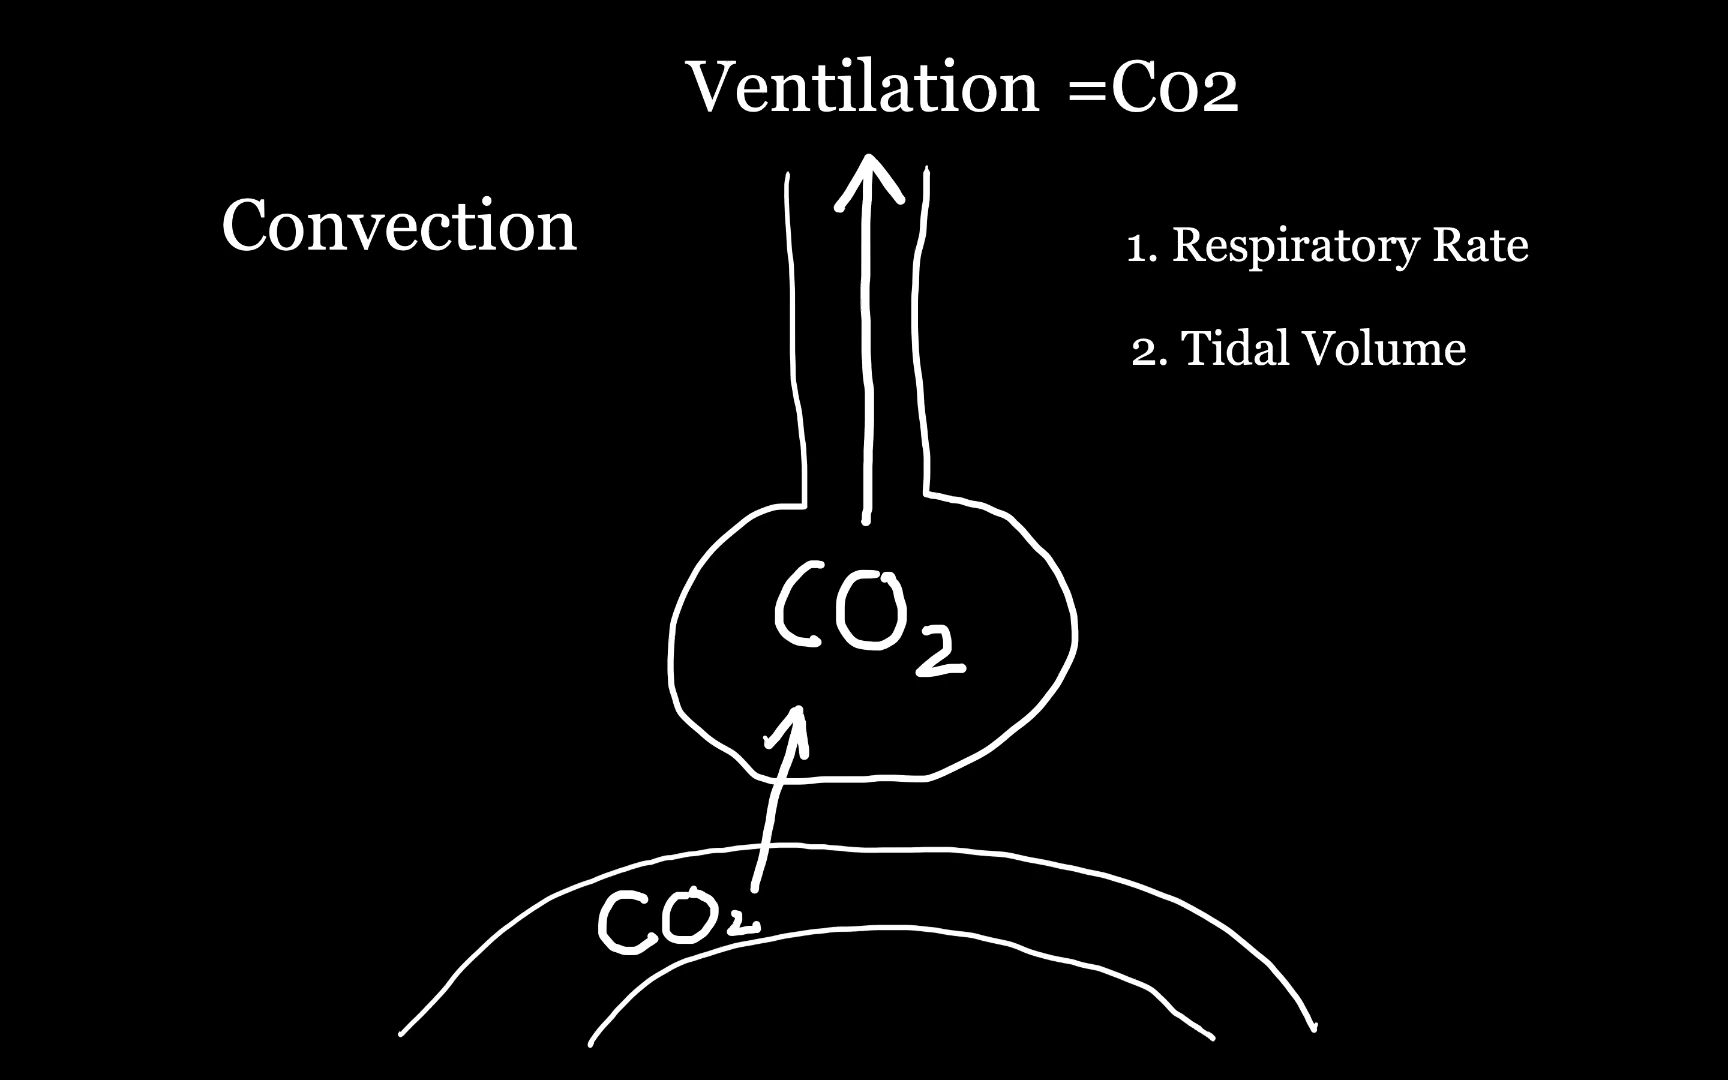 Ventilation =Co2
Convection
1. Respiratory Rate
2. Tidal Volume
CO2
CO2